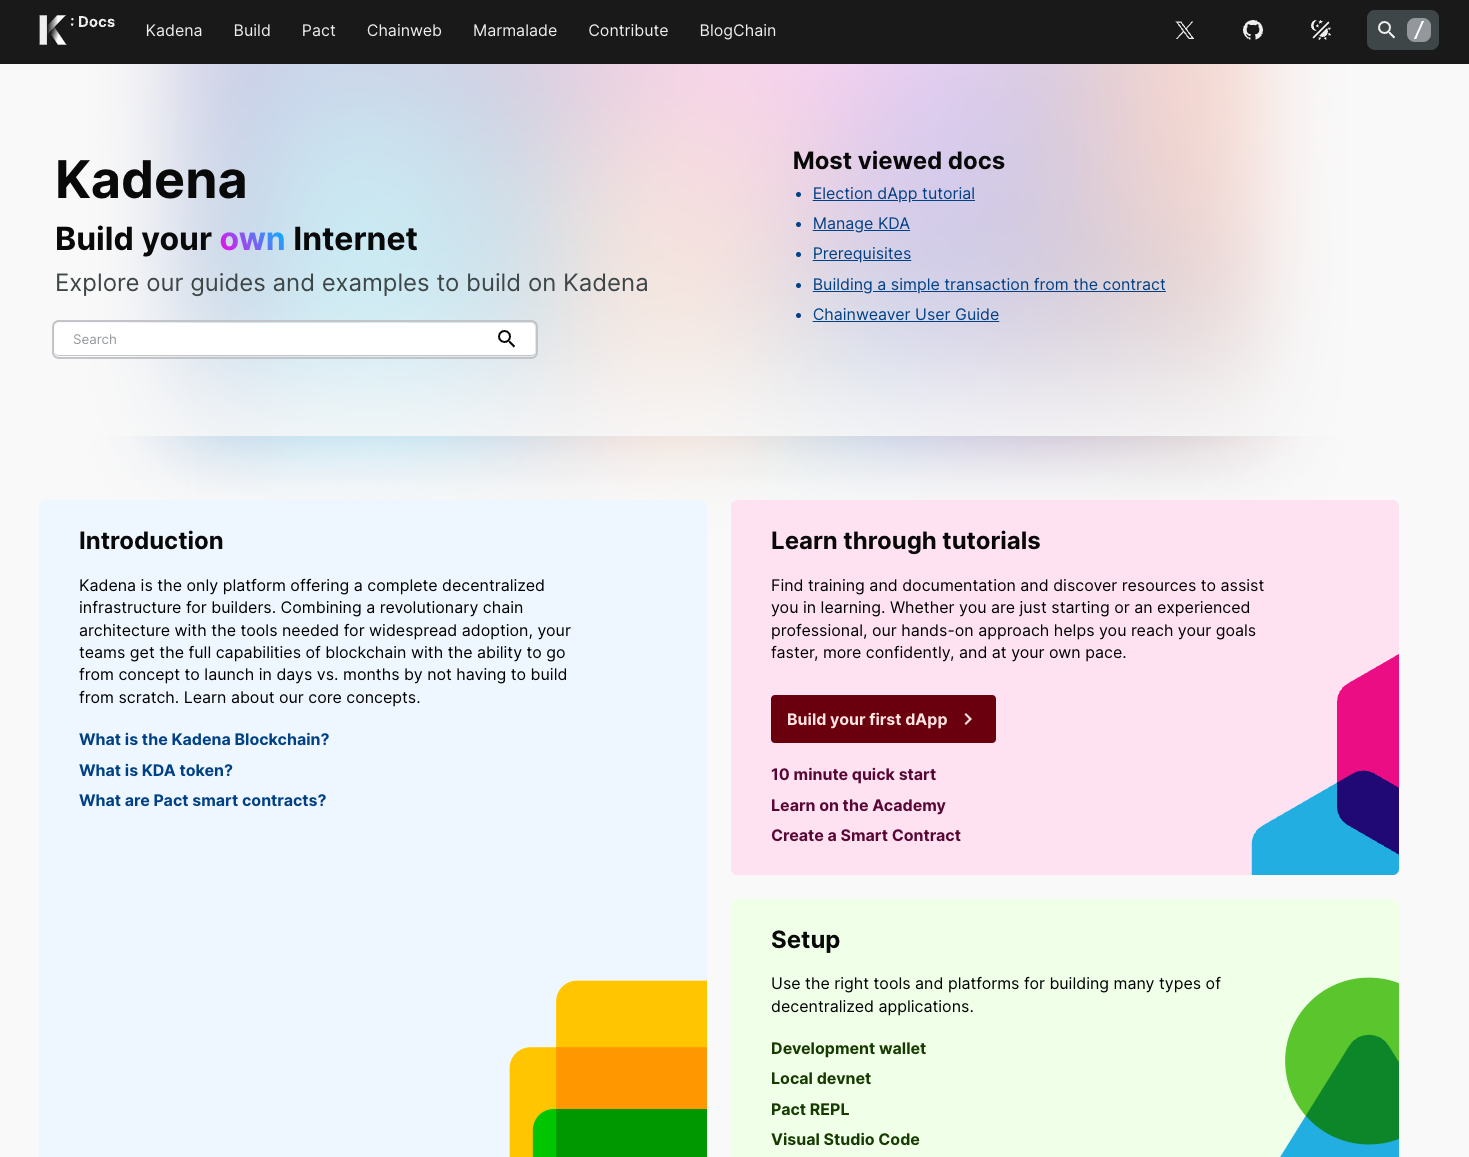 K : Docs
Kadena
Build
Pact
Chainweb
Marmalade
Contribute
BlogChain
/
Kadena
Build your own Internet
Explore our guides and examples to build on Kadena
Search
Most viewed docs
Election dApp tutorial
Manage KDA
Prerequisites
Building a simple transaction from the contract
Chainweaver User Guide
Introduction
Kadena is the only platform offering a complete decentralized
infrastructure for builders. Combining a revolutionary chain
architecture with the tools needed for widespread adoption, your
teams get the full capabilities of blockchain with the ability to go
from concept to launch in days vs. months by not having to build
from scratch. Learn about our core concepts.
What is the Kadena Blockchain?
What is KDA token?
What are Pact smart contracts?
Learn through tutorials
Find training and documentation and discover resources to assist
you in learning. Whether you are just starting or an experienced
professional, our hands-on approach helps you reach your goals
faster, more confidently, and at your own pace.
Build your first dApp
10 minute quick start
Learn on the Academy
Create a Smart Contract
Setup
Use the right tools and platforms for building many types of
decentralized applications.
Development wallet
Local devnet
Pact REPL
Visual Studio Code